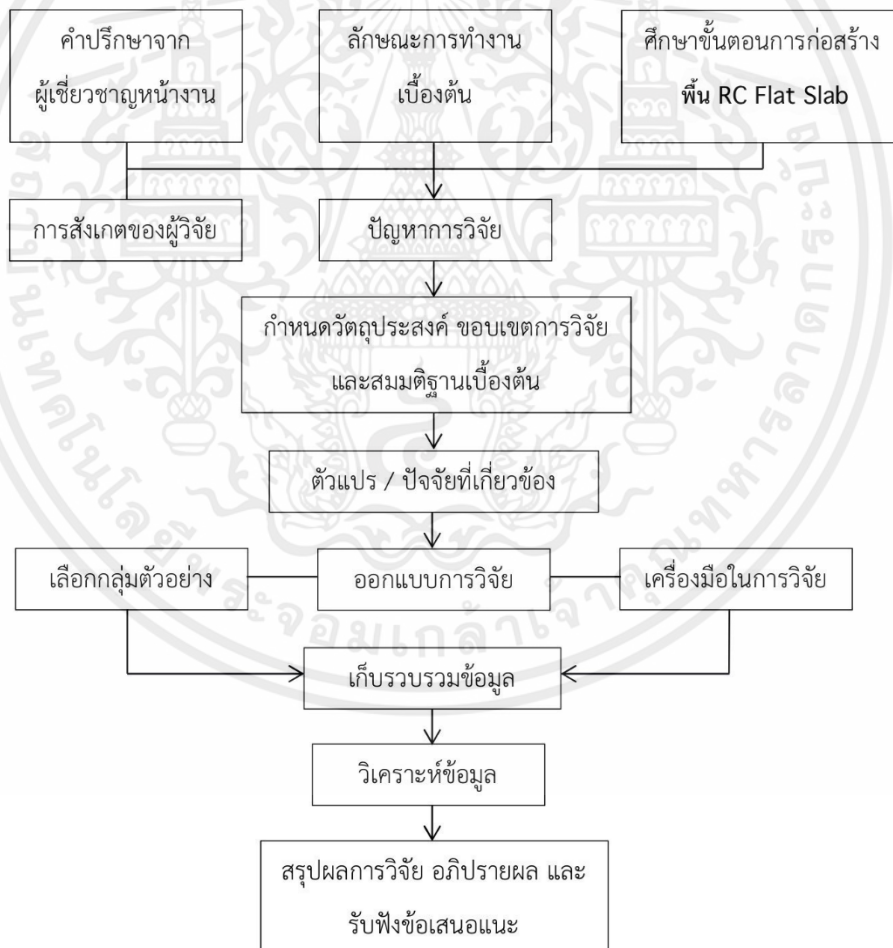 คำปรึกษาจาก
ผู้เชี่ยวชาญหน้างาน
ลักษณะการทำงาน
เบื้องต้น
ศึกษาขั้นตอนการก่อสร้าง
พื้น RC Flat Slab
การสังเกตของผู้วิจัย
ปัญหาการวิจัย
กำหนดวัตถุประสงค์ ขอบเขตการวิจัย
และสมมติฐานเบื้องต้น
ตัวแปร / ปัจจัยที่เกี่ยวข้อง
เลือกกลุ่มตัวอย่าง
ออกแบบการวิจัย
เครื่องมือในการวิจัย
เก็บรวบรวมข้อมูล
วิเคราะห์ข้อมูล
สรุปผลการวิจัย อภิปรายผล และ
รับฟังข้อเสนอแนะ